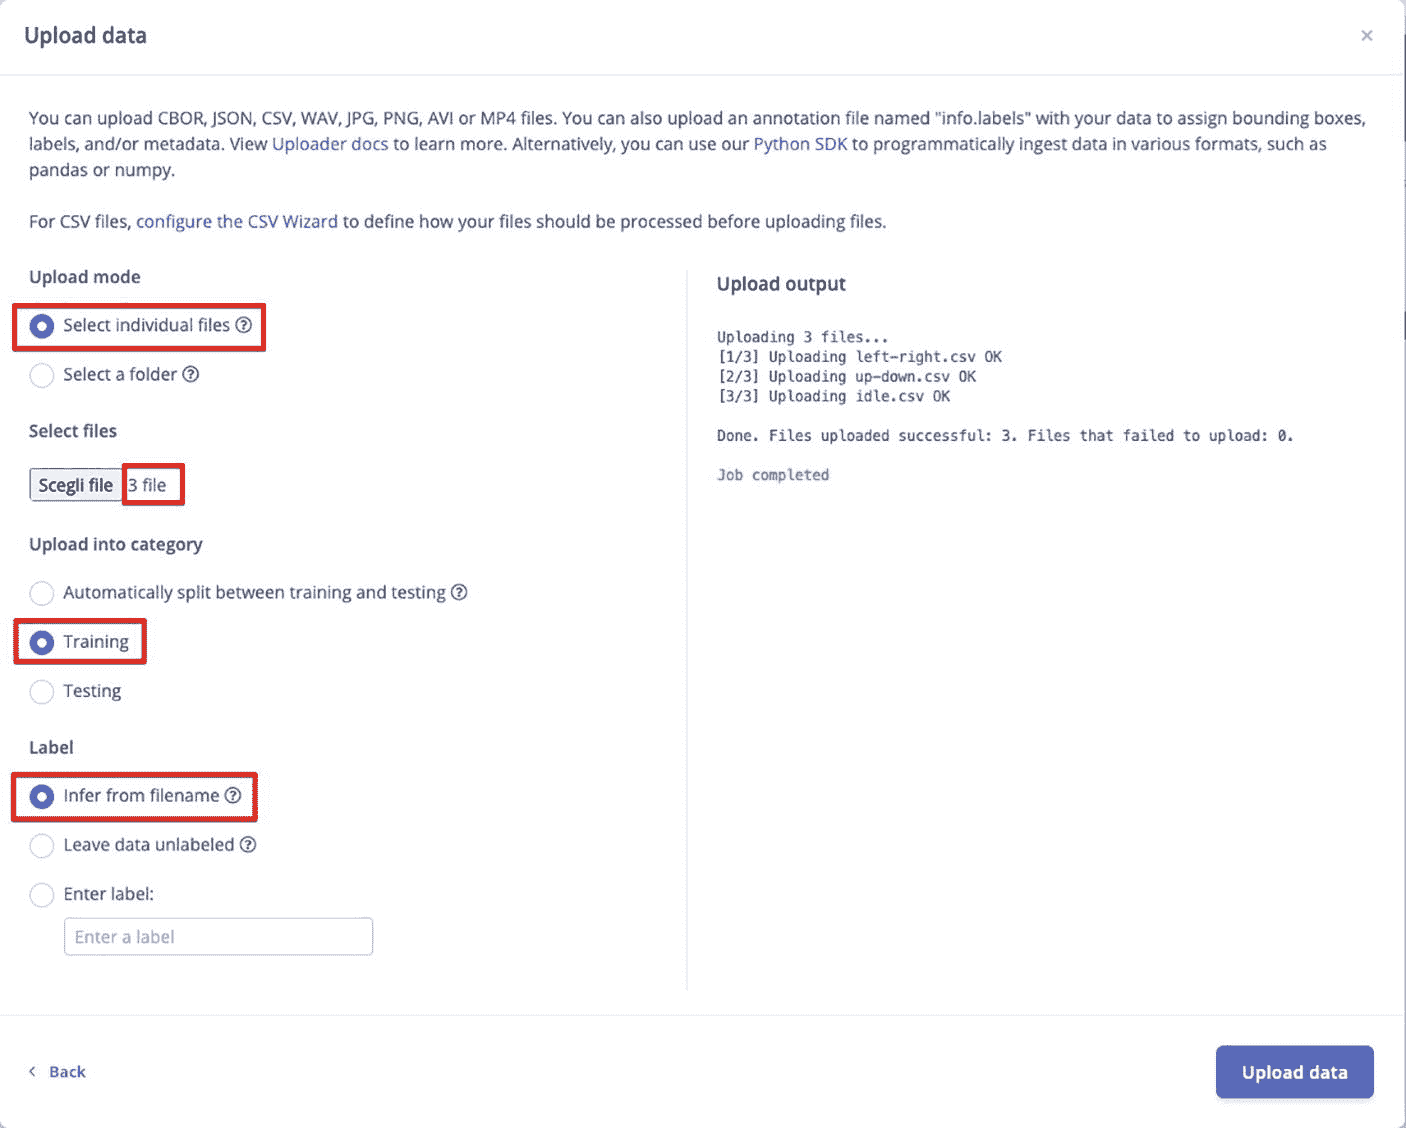 Upload data
×
You can upload CBOR, JSON, CSV, WAV, JPG, PNG, AVI or MP4 files. You can also upload an annotation file named "info.labels" with your data to assign bounding boxes,
labels, and/or metadata. View Uploader docs to learn more. Alternatively, you can use our Python SDK to programmatically ingest data in various formats, such as
pandas or numpy.
For CSV files, configure the CSV Wizard to define how your files should be processed before uploading files.
Upload mode
Select individual files ?
Select a folder ?
Select files
Scegli file 3 file
Upload into category
Automatically split between training and testing ?
Training
Testing
Label
Infer from filename ?
Leave data unlabeled ?
Enter label:
Enter a label
Upload output
Uploading 3 files...
[1/3] Uploading left-right.csv OK
[2/3] Uploading up-down.csv OK
[3/3] Uploading idle.csv OK
Done. Files uploaded successful: 3. Files that failed to upload: 0.
Job completed
< Back
Upload data